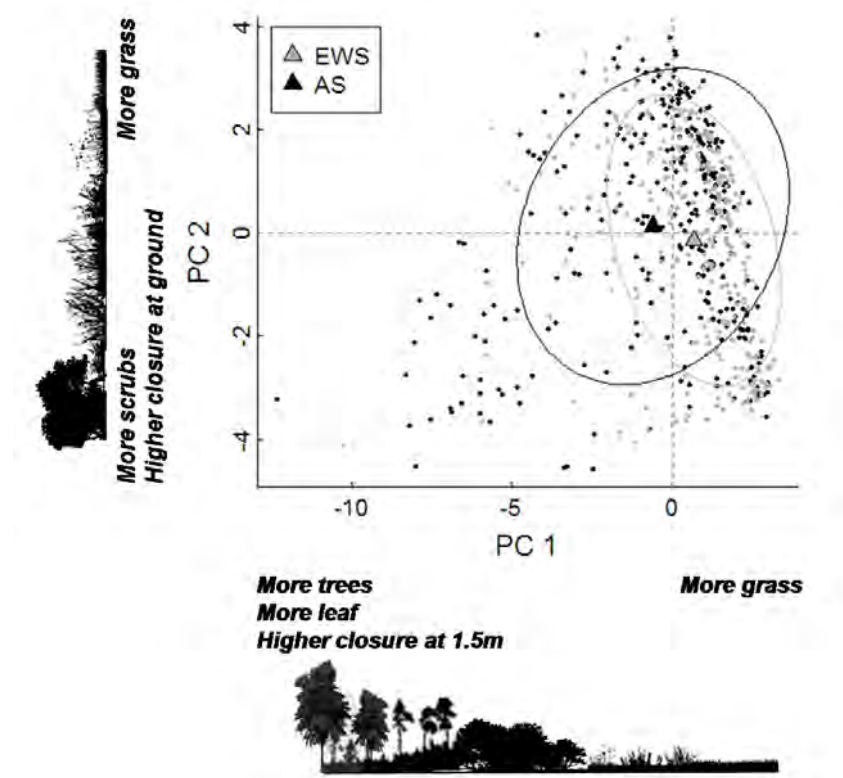 EWS
AS
4
2
0
-2
-4
PC 2
More grass
Higher closure at ground
More scrubs
-10
-5
0
PC 1
More trees
More leaf
Higher closure at 1.5m
More grass